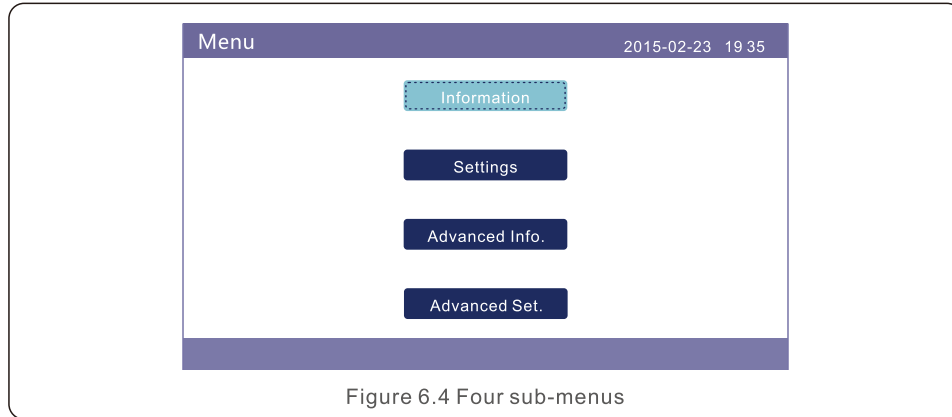 Menu 2015-02-23 19 35
Information
Settings
Advanced Info.
Advanced Set.
Figure 6.4 Four sub-menus